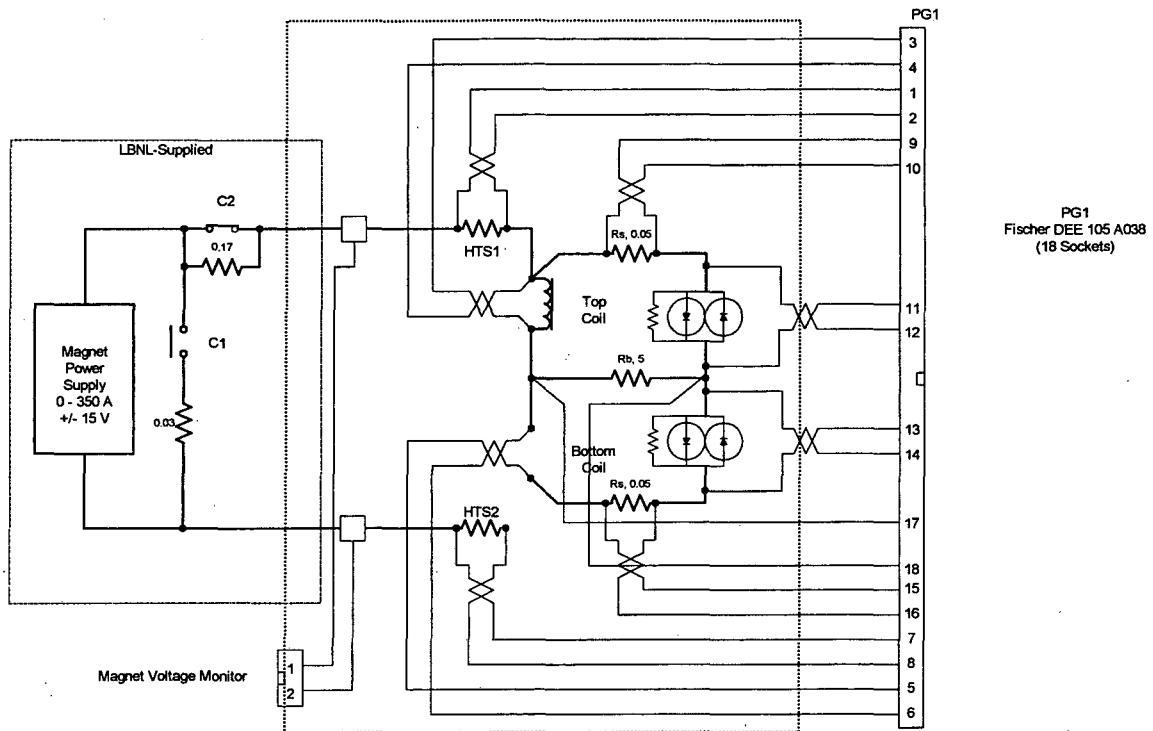 PG1
3
4
1
2
9
10
LBNL-Supplied
C2
0.17
HTS1
Rs, 0.05
PG1
Fischer DEE 105 A038
(18 Sockets)
Top
Coil
11
12
C1
Magnet
Power
Supply
0 - 350 A
+/- 15 V
Rb, 5
0.03
13
14
Bottom
Coil
Rs, 0.05
HTS2
17
18
15
16
7
8
5
6
Magnet Voltage Monitor
1
2